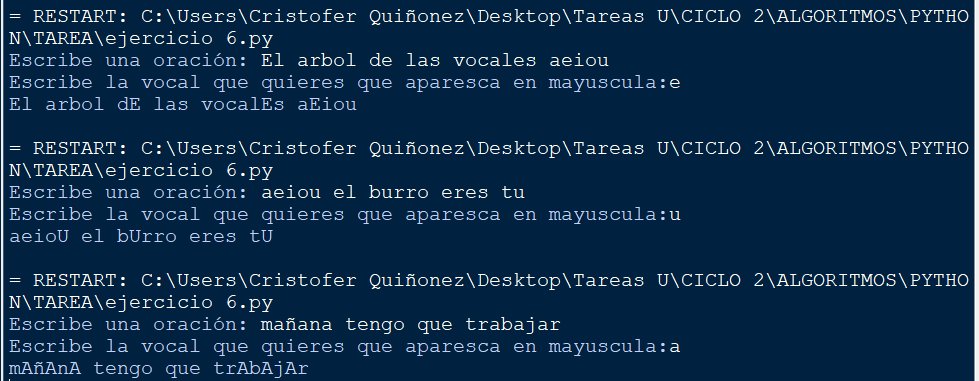 = RESTART: C:\Users\Cristofer Quiñonez\Desktop\Tareas U\CICLO 2\ALGORITMOS\PYTHO
N\TAREA\ejercicio 6.py
Escribe una oración: El arbol de las vocales aeiou
Escribe la vocal que quieres que aparesca en mayuscula:e
El arbol dE las vocalEs aEiou
= RESTART: C:\Users\Cristofer Quiñonez\Desktop\Tareas U\CICLO 2\ALGORITMOS\PYTHO
N\TAREA\ejercicio 6.py
Escribe una oración: aeiou el burro eres tu
Escribe la vocal que quieres que aparesca en mayuscula:u
aeioU el bUrro eres tU
= RESTART: C:\Users\Cristofer Quiñonez\Desktop\Tareas U\CICLO 2\ALGORITMOS\PYTHO
N\TAREA\ejercicio 6.py
Escribe una oración: mañana tengo que trabajar
Escribe la vocal que quieres que aparesca en mayuscula:a
mAñAnA tengo que trAbAjAr